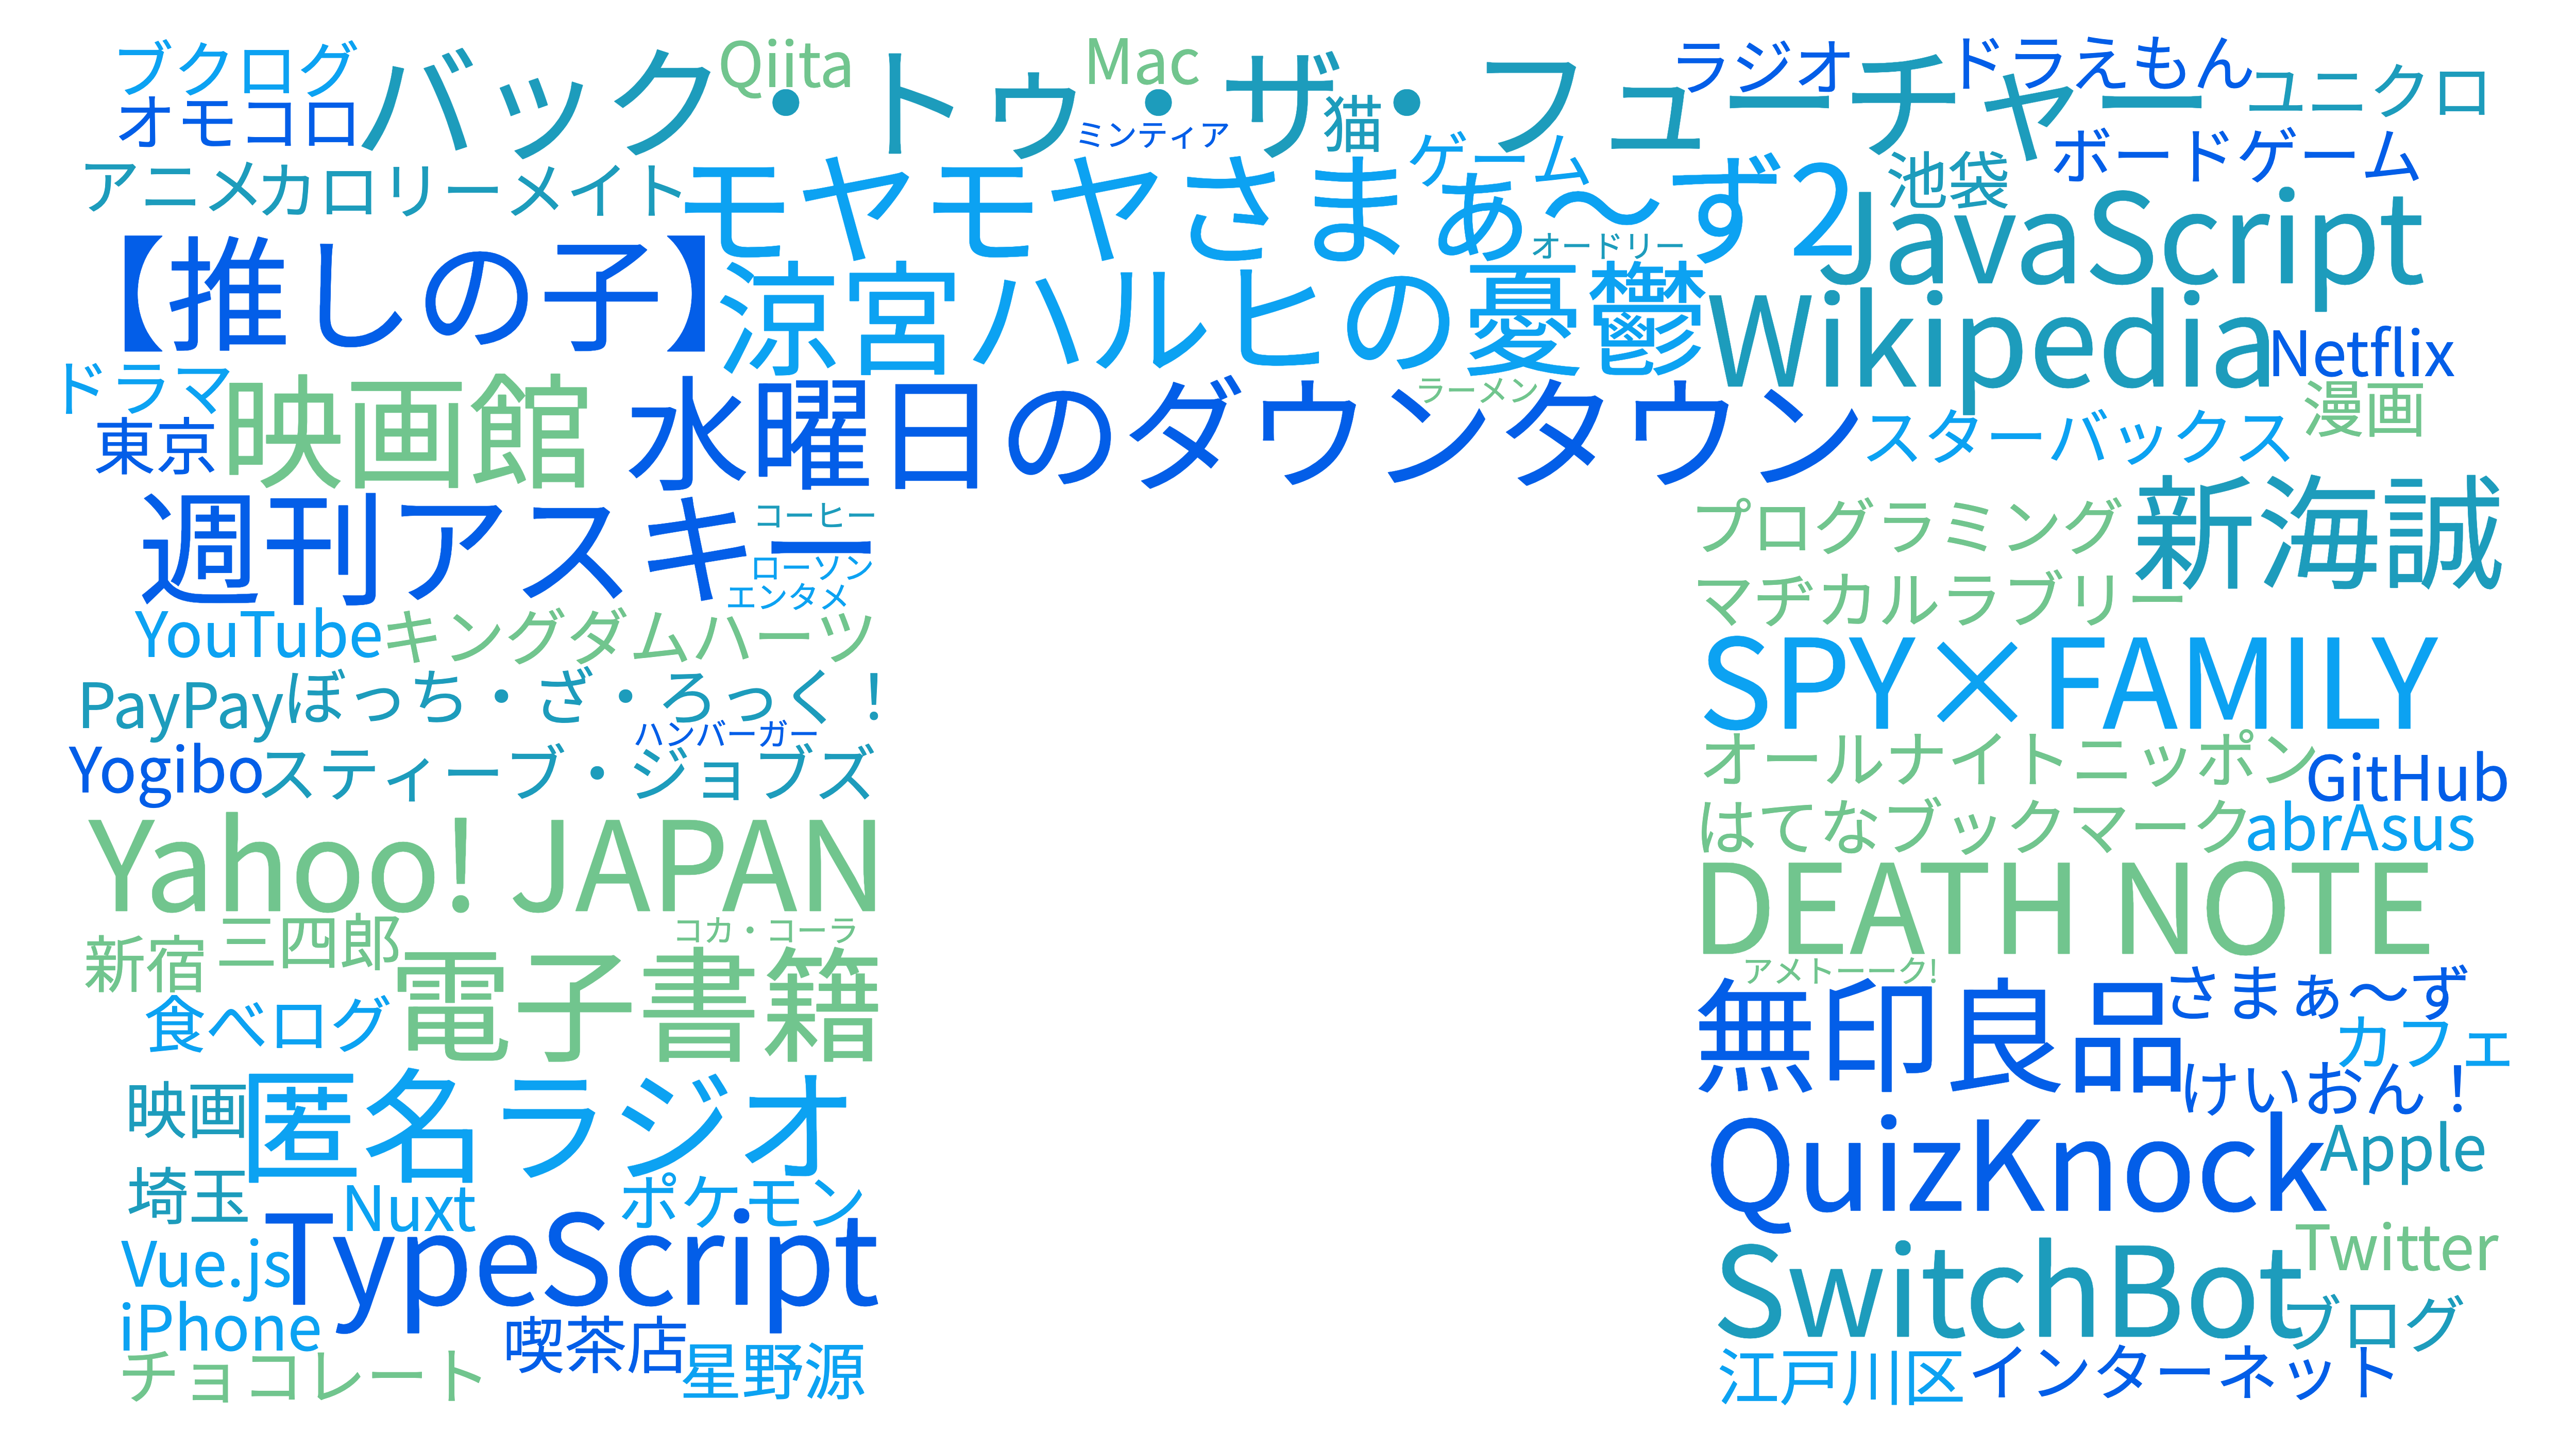 ブクログ
バック・トゥ・ザ・フューチャー
Qiita
Mac
ラジオ
ドラえもん
ユニクロ
オモコロ
ミンティア
猫
ゲーム
ボードゲーム
アニメ
カロリーメイト
モヤモヤさまぁ〜ず2
池袋
JavaScript
オードリー
【推しの子】
涼宮ハルヒの憂鬱
Wikipedia
Netflix
ドラマ
映画館
水曜日のダウンタウン
ラーメン
スターバックス
漫画
東京
週刊アスキー
コーヒー
ローソン
エンタメ
プログラミング
新海誠
マヂカルラブリー
YouTube
キングダムハーツ
SPY×FAMILY
PayPay
ぼっち・ざ・ろっく！
ハンバーガー
Yogibo
スティーブ・ジョブズ
オールナイトニッポン
GitHub
はてなブックマーク
abrAsus
Yahoo! JAPAN
DEATH NOTE
新宿
三四郎
コカ・コーラ
電子書籍
アメトーーク!
無印良品
さまぁ〜ず
食べログ
カフェ
けいおん！
映画
匿名ラジオ
QuizKnock
Apple
埼玉
Nuxt
ポケモン
TypeScript
Vue.js
SwitchBot
Twitter
iPhone
ブログ
チョコレート
喫茶店
星野源
江戸川区
インターネット